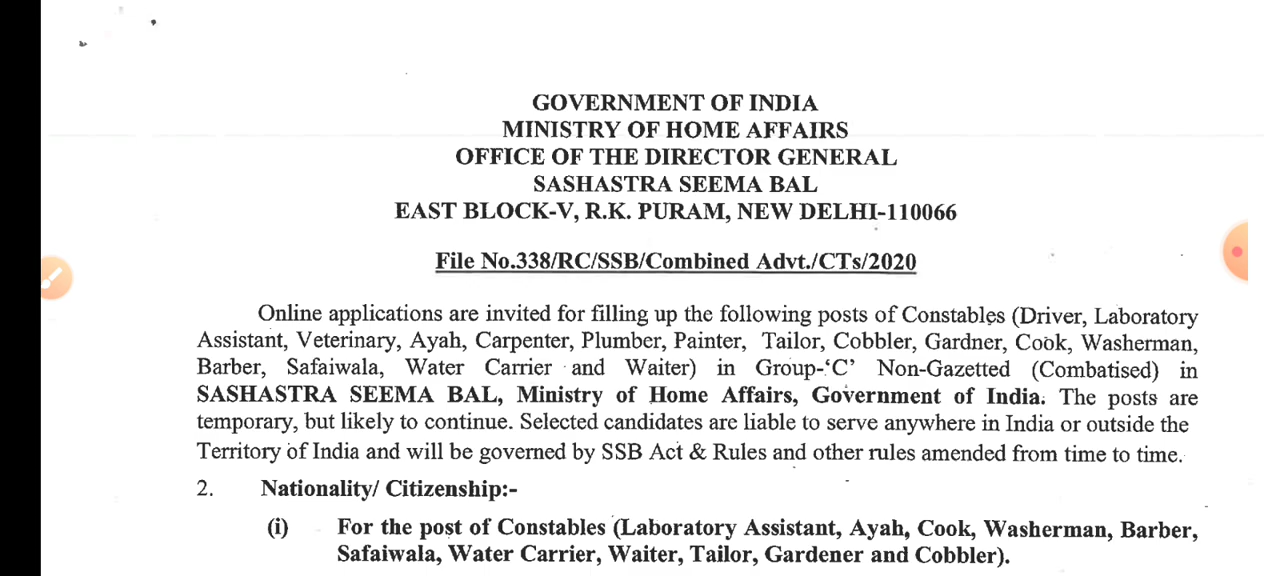 GOVERNMENT OF INDIA
MINISTRY OF HOME AFFAIRS
OFFICE OF THE DIRECTOR GENERAL
SASHASTRA SEEMA BAL
EAST BLOCK-V, R.K. PURAM, NEW DELHI-110066
File No.338/RC/SSB/Combined Advt./CTs/2020
Online applications are invited for filling up the following posts of Constables (Driver, Laboratory
Assistant, Veterinary, Ayah, Carpenter, Plumber, Painter, Tailor, Cobbler, Gardner, Cook, Washerman,
Barber, Safaiwala, Water Carrier and Waiter) in Group-‘C’ Non-Gazetted (Combatised) in
SASHASTRA SEEMA BAL, Ministry of Home Affairs, Government of India. The posts are
temporary, but likely to continue. Selected candidates are liable to serve anywhere in India or outside the
Territory of India and will be governed by SSB Act & Rules and other rules amended from time to time.
2. Nationality/ Citizenship:-
(i) For the post of Constables (Laboratory Assistant, Ayah, Cook, Washerman, Barber,
Safaiwala, Water Carrier, Waiter, Tailor, Gardener and Cobbler).